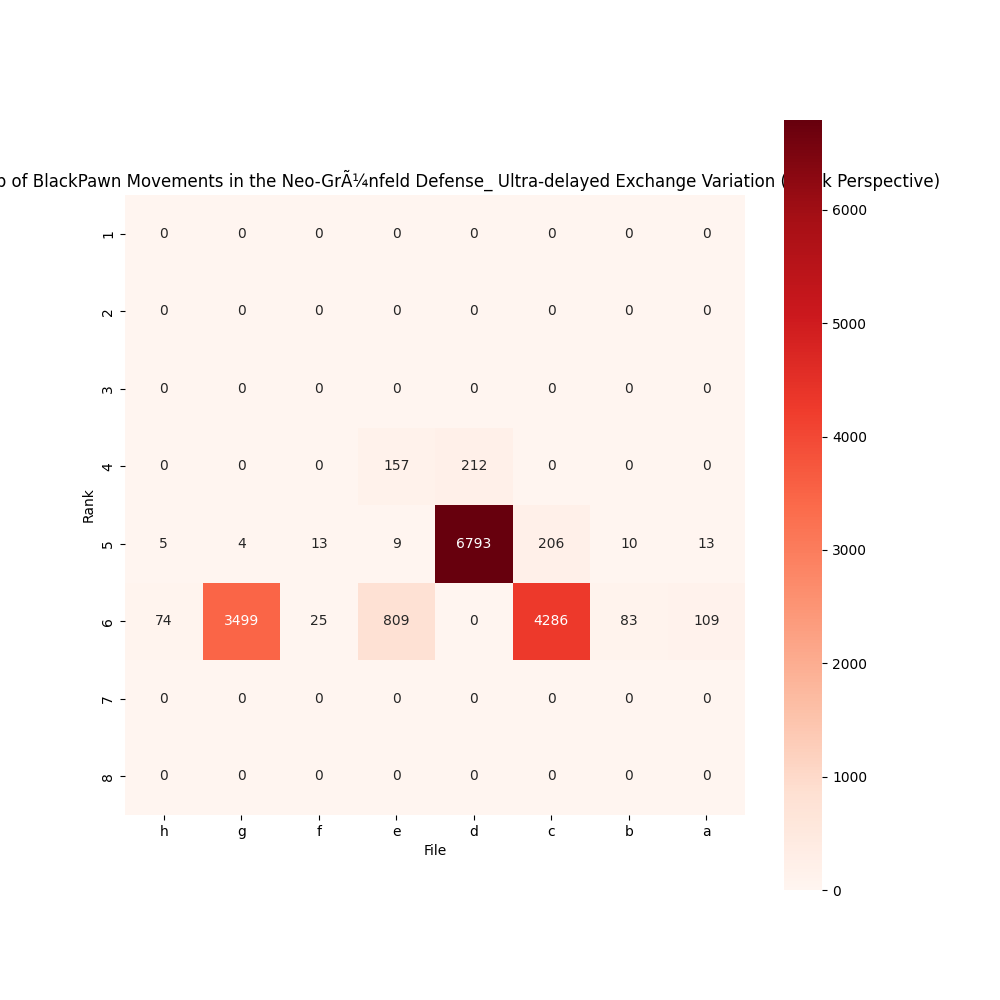 of BlackPawn Movements in the Neo-GrÃ¼nfeld Defense_ Ultra-delayed Exchange Variation ( k Perspective)
1 0 0 0 0 0 0 0 0
2 0 0 0 0 0 0 0 0
3 0 0 0 0 0 0 0 0
4 0 0 0 157 212 0 0 0
5 5 4 13 9 6793 206 10 13
6 74 3499 25 809 0 4286 83 109
7 0 0 0 0 0 0 0 0
8 0 0 0 0 0 0 0 0
h g f e d c b a
File
Rank
6000
5000
4000
3000
2000
1000
0